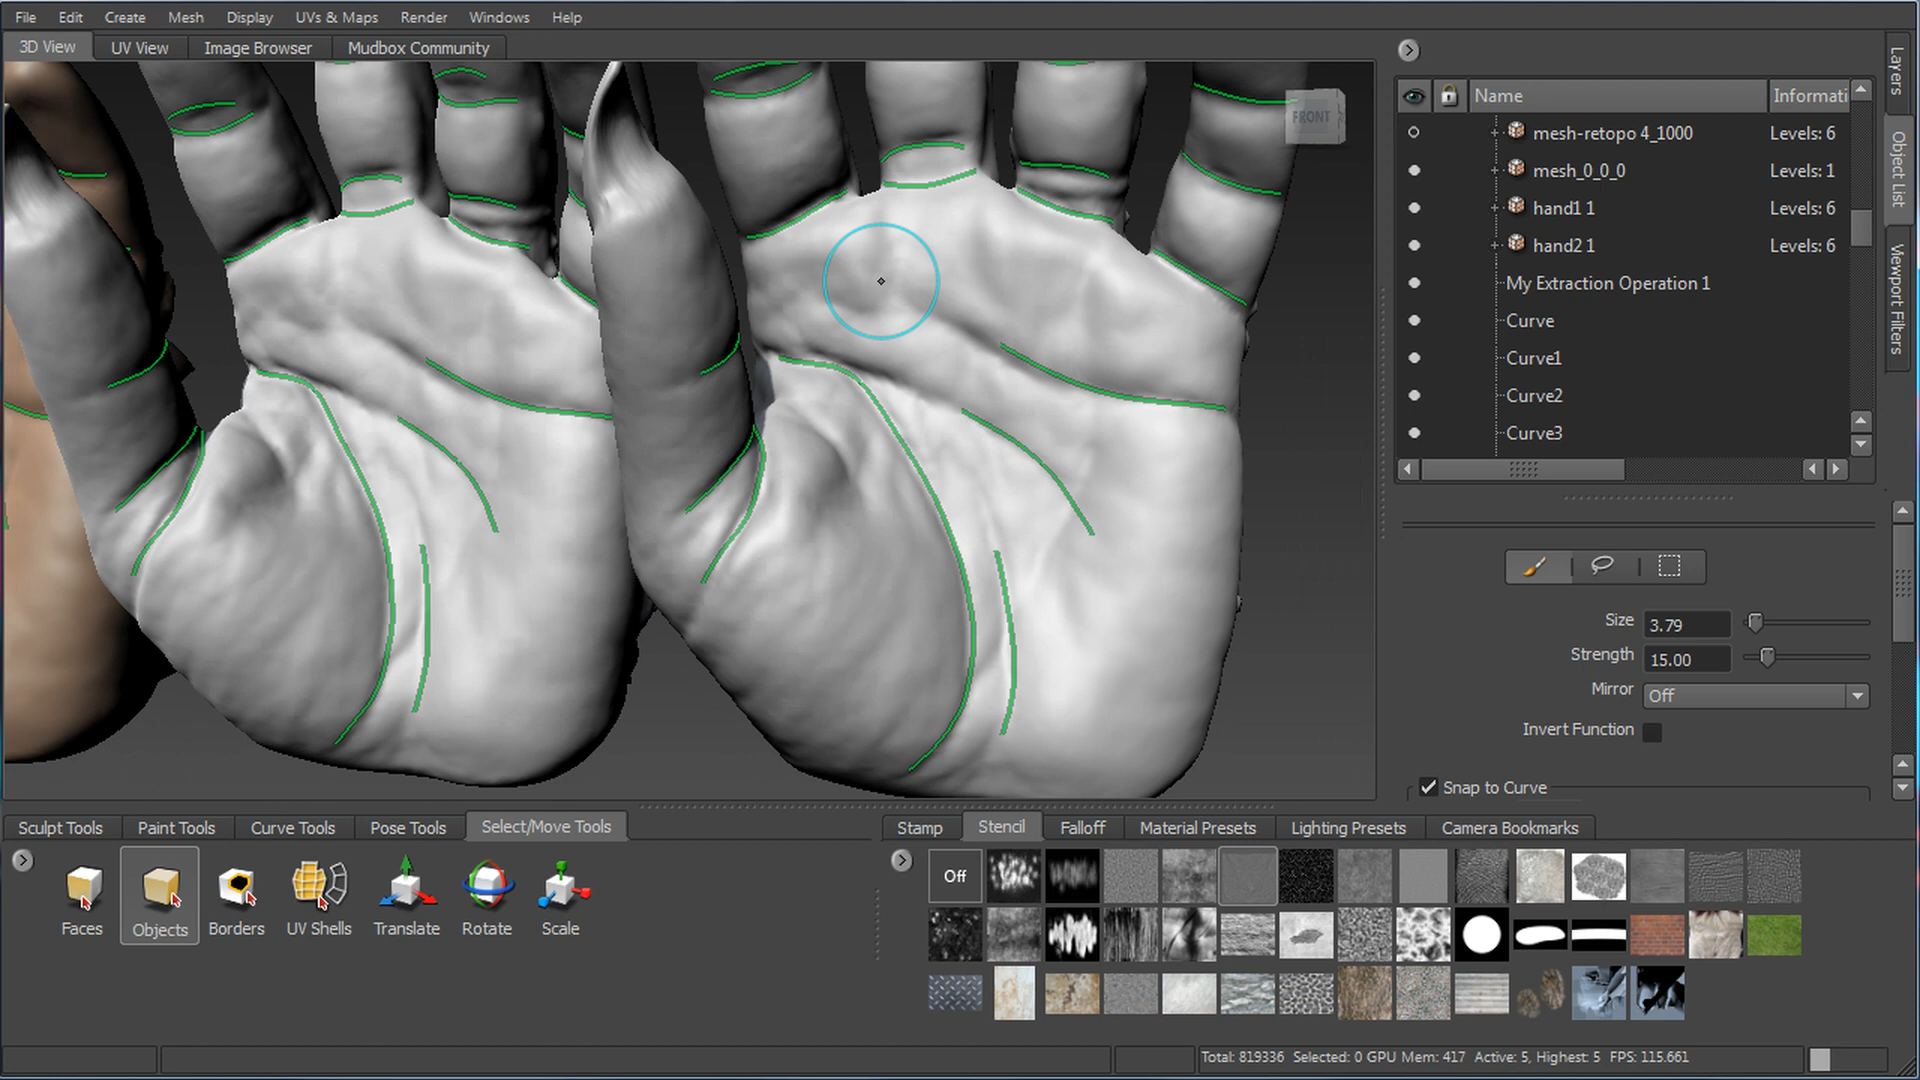 File Edit Create Mesh Display UVs & Maps Render Windows Help
3D View UV View Image Browser Mudbox Community
FRONT
Name Informati
mesh-retopo 4_1000 Levels: 6
mesh_0_0_0 Levels: 1
hand1 1 Levels: 6
hand2 1 Levels: 6
My Extraction Operation 1
Curve
Curve1
Curve2
Curve3
Layers
Object List
Viewport Filters
Size 3.79
Strength 15.00
Mirror Off
Invert Function
Snap to Curve
Sculpt Tools Paint Tools Curve Tools Pose Tools Select/Move Tools
Faces Objects Borders UV Shells Translate Rotate Scale
Stamp Stencil Falloff Material Presets Lighting Presets Camera Bookmarks
Off
Total: 819336 Selected: 0 GPU Mem: 417 Active: 5, Highest: 5 FPS: 115.661